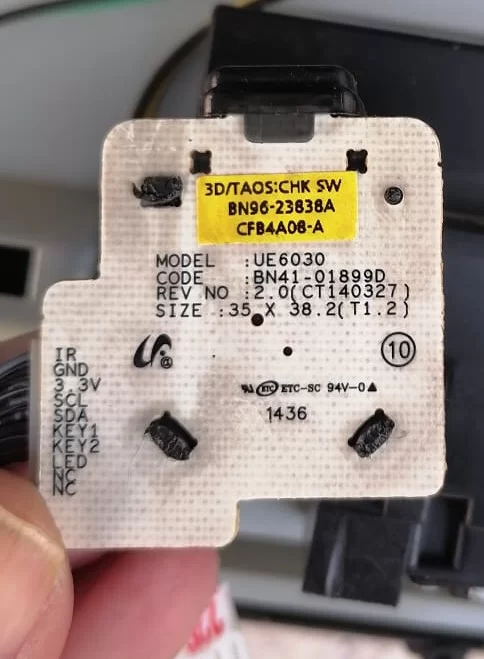 3D/TAOS:CHK SW
BN96-23838A
CFB4A08-A
MODEL :UE6030
CODE :BN41-01899D
REV NO :2.0(CT140327)
SIZE :35 X 38.2(T1.2)
10
IR
GND
3.3V
SCL
SDA
KEY1
KEY2
LED
NC
NC
ETC ETC-SC 94V-0
1436